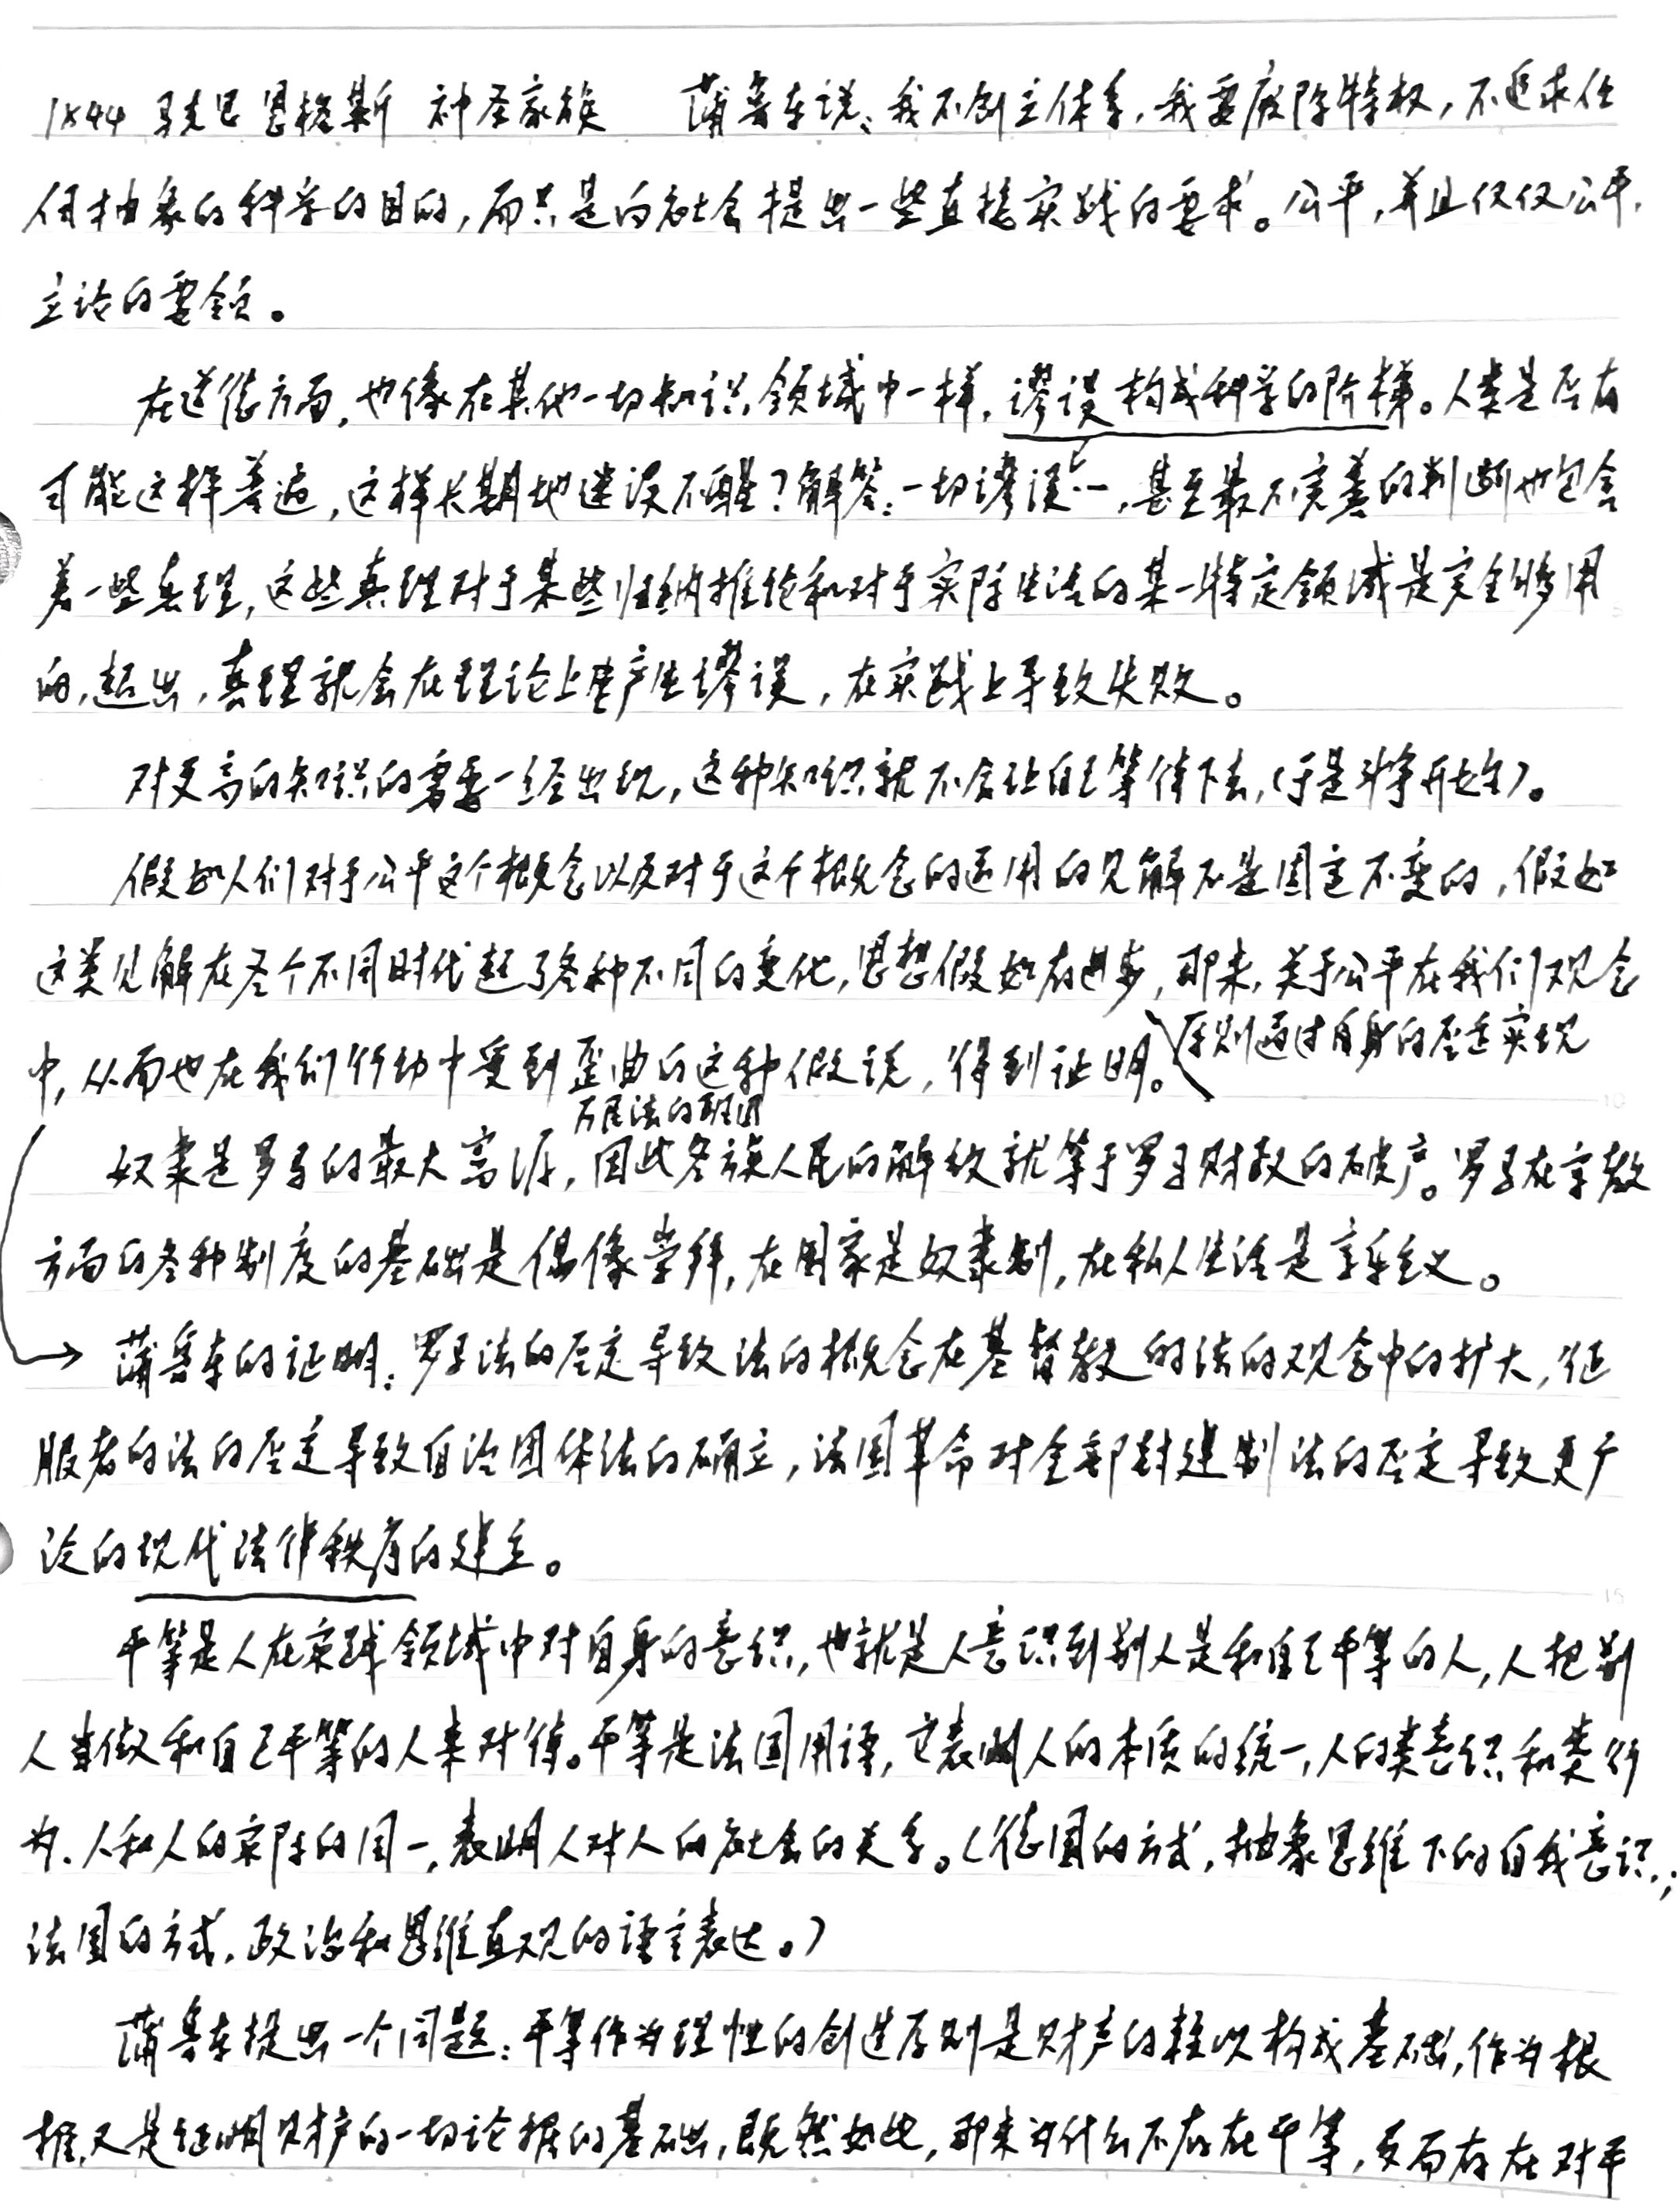 1844 马克思 恩格斯 神圣家族 蒲鲁东说：我不创立体系，我要废除特权，不追求任
何抽象的科学的目的，而只是向社会提出一些直接实践的要求。公平，并且仅仅公平，
立论的要领。
在道德方面，也像在其他一切知识领域中一样，谬误构成科学的阶梯。人类是否有
可能这样普遍，这样长期地迷误不醒？解答：一切谬误…，甚至最不完善的判断也包含
着一些真理，这些真理对于某些归纳推论和对于实际生活的某一特定领域是完全够用
的，超出，真理就会在理论上产生谬误，在实践上导致失败。
对更高的知识的需要一经出现，这种知识就不会让自己等待下去，（于是斗争开始）。
假如人们对于公平这个概念以及对于这个概念的运用的见解不是固定不变的，假如
这类见解在各个不同时代起了各种不同的变化，思想假如有进步，那末，关于公平在我们观念
中，从而也在我们行动中受到歪曲的这种假说，得到证明。原则通过自身的否定实现
万民法的取
奴隶是罗马的最大富源，因此各族人民的解放就等于罗马财政的破产。罗马在宗教
方面的各种制度的基础是偶像崇拜，在国家是奴隶制，在私人生活是享乐主义。
→ 蒲鲁东的证明：罗马法的否定导致法的概念在基督教的法的观念中的扩大，征
服者的法的否定导致自治团体法的确立，法国革命对全部封建制法的否定导致更广
泛的现代法律秩序的建立。
平等是人在实践领域中对自身的意识，也就是人意识到别人是和自己平等的人，人把别
人当做和自己平等的人来对待。平等是法国用语，它表明人的本质的统一，人的类意识和类行
为、人和人的实际的同一，表明人对人的社会的关系。（德国的方式，抽象思维下的自我意识；
法国的方式，政治和思维直观的语言表达。）
蒲鲁东提出一个问题：平等作为理性的创造原则是财产的赖以构成基础，作为根
据，又是证明财产的一切论据的基础，既然如此，那末为什么不存在平等，反而存在对平